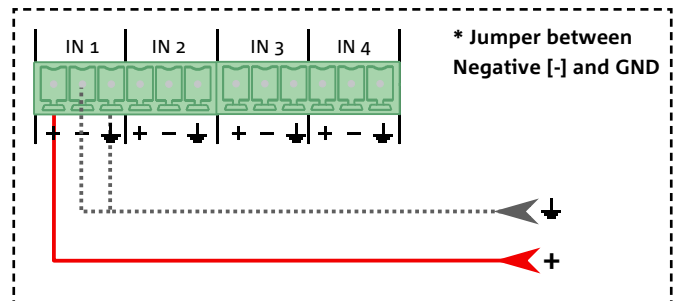 IN 1 IN 2 IN 3 IN 4
* Jumper between
Negative [-] and GND
+ − + − + − + −
+